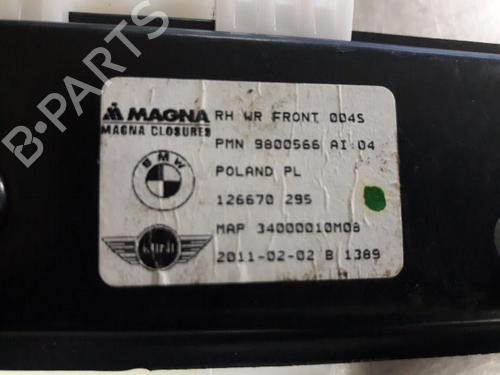 MAGNA
MAGNA CLOSURES
RH WR FRONT 004S
PMN 9800566 AI:04
BMW
POLAND PL
126670 295
MINI
MAP 34000010M08
2011-02-02 B 1389
B-PARTS